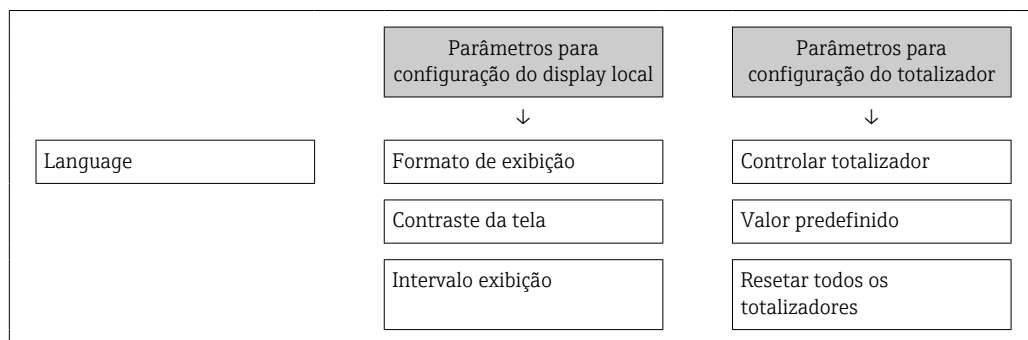 Parâmetros para
configuração do display local
Parâmetros para
configuração do totalizador
↓
↓
Language
Formato de exibição
Controlar totalizador
Contraste da tela
Valor predefinido
Intervalo exibição
Resetar todos os
totalizadores